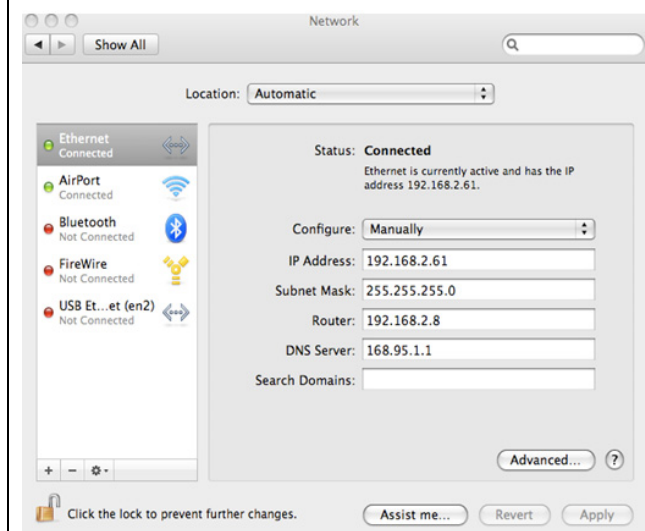 Network
Show All
Location: Automatic
Ethernet
Connected
AirPort
Connected
Bluetooth
Not Connected
FireWire
Not Connected
USB Et...et (en2)
Not Connected
Status: Connected
Ethernet is currently active and has the IP
address 192.168.2.61.
Configure: Manually
IP Address: 192.168.2.61
Subnet Mask: 255.255.255.0
Router: 192.168.2.8
DNS Server: 168.95.1.1
Search Domains:
Advanced... ?
+ −
Click the lock to prevent further changes.
Assist me... Revert Apply